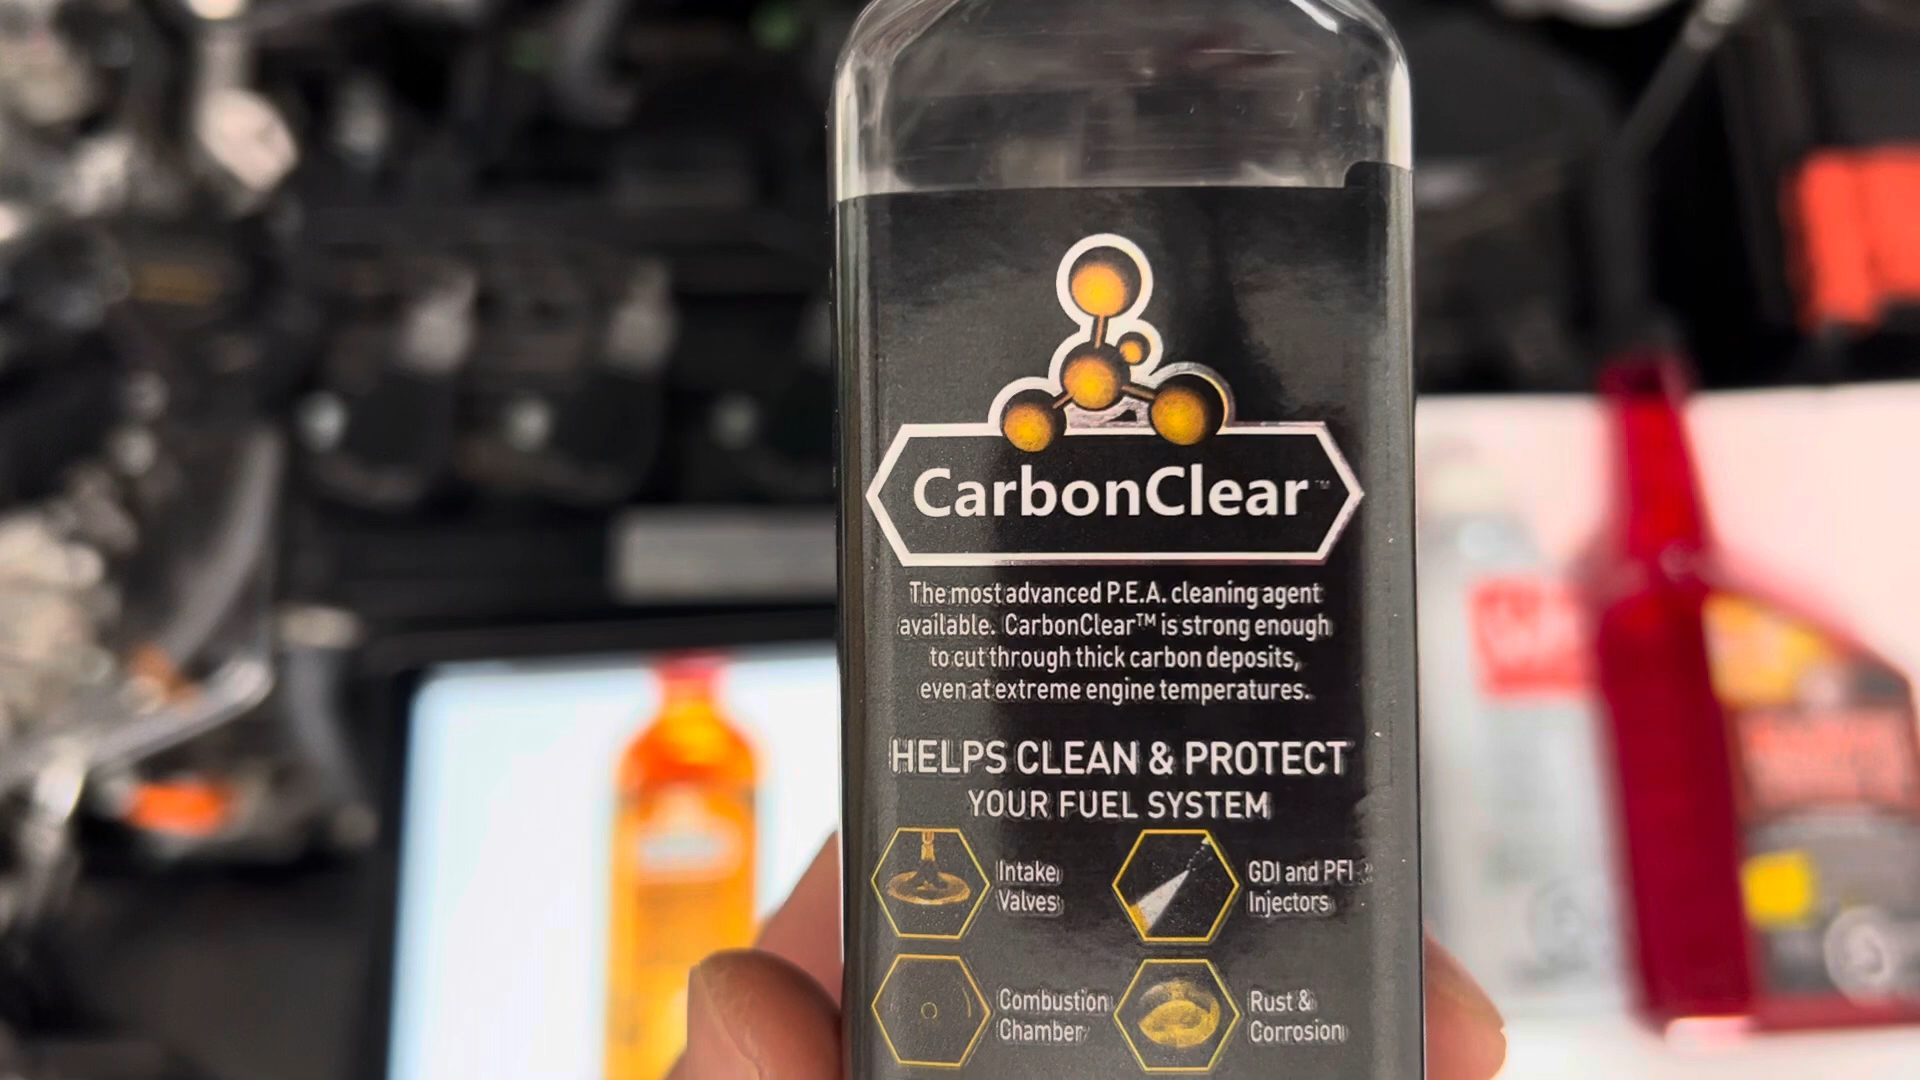 CarbonClear™
The most advanced P.E.A. cleaning agent
available. CarbonClear™ is strong enough
to cut through thick carbon deposits,
even at extreme engine temperatures.
HELPS CLEAN & PROTECT
YOUR FUEL SYSTEM
Intake
Valves
GDI and PFI
Injectors
Combustion
Chamber
Rust &
Corrosion